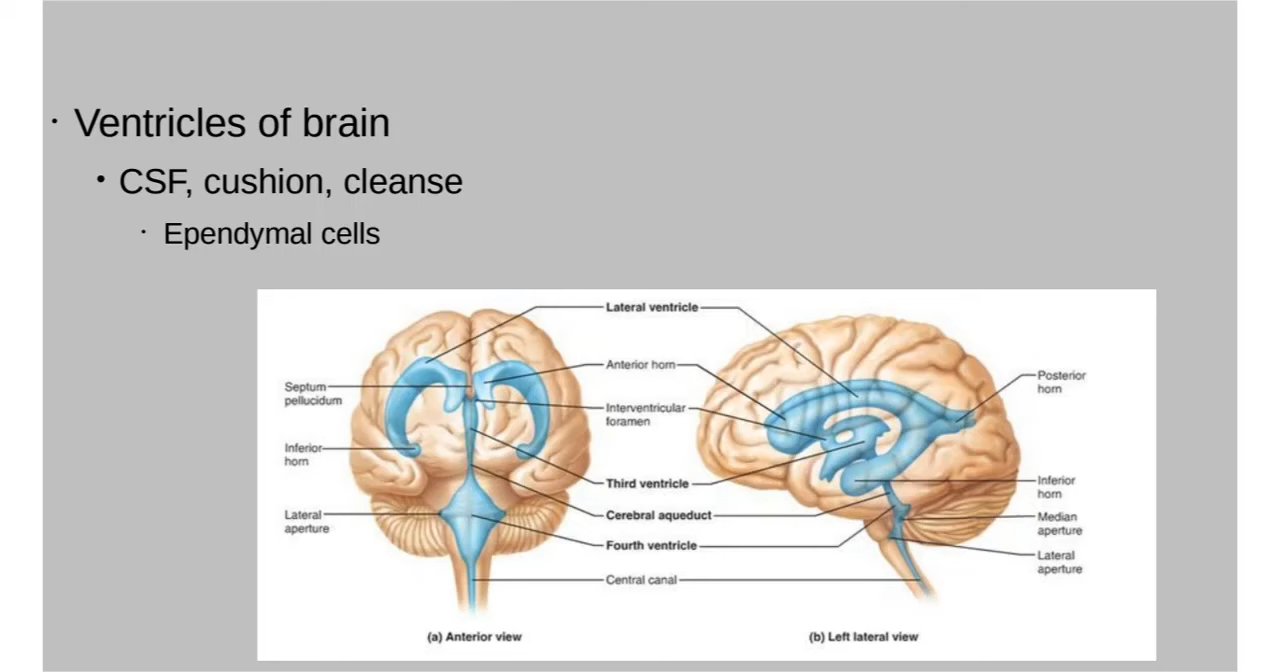 · Ventricles of brain
• CSF, cushion, cleanse
· Ependymal cells
Lateral ventricle
Anterior horn
Septum
pellucidum
Interventricular
foramen
Posterior
horn
Inferior
horn
Third ventricle
Inferior
horn
Lateral
aperture
Cerebral aqueduct
Median
aperture
Fourth ventricle
Lateral
aperture
Central canal
(a) Anterior view
(b) Left lateral view